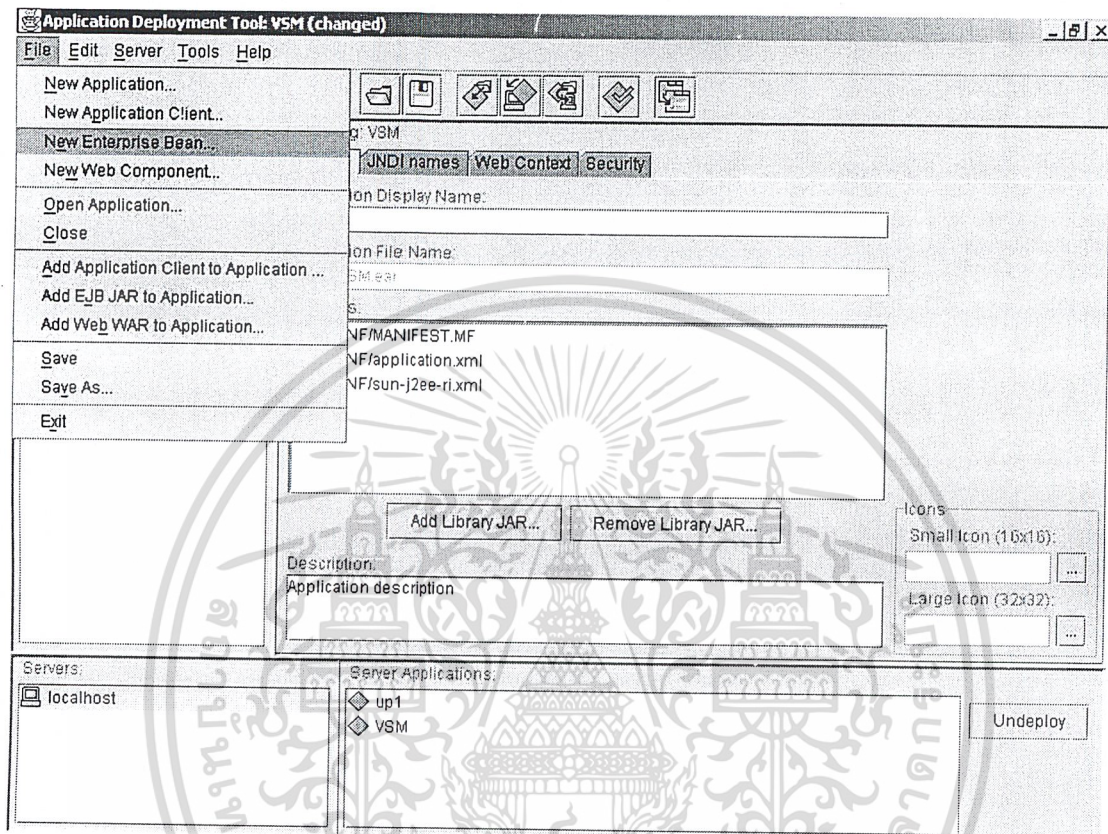 Application Deployment Tool: VSM (changed)
File Edit Server Tools Help
New Application...
New Application Client...
New Enterprise Bean...
New Web Component...
Open Application...
Close
Add Application Client to Application ...
Add EJB JAR to Application...
Add Web WAR to Application...
Save
Save As...
Exit
g: VSM
JNDI names Web Context Security
ion Display Name:
ion File Name:
SM.ear
s:
NF/MANIFEST.MF
NF/application.xml
NF/sun-j2ee-ri.xml
Add Library JAR... Remove Library JAR...
Description:
Application description
Icons
Small Icon (16x16):
...
Large Icon (32x32):
...
Servers:
localhost
Server Applications:
up1
VSM
Undeploy